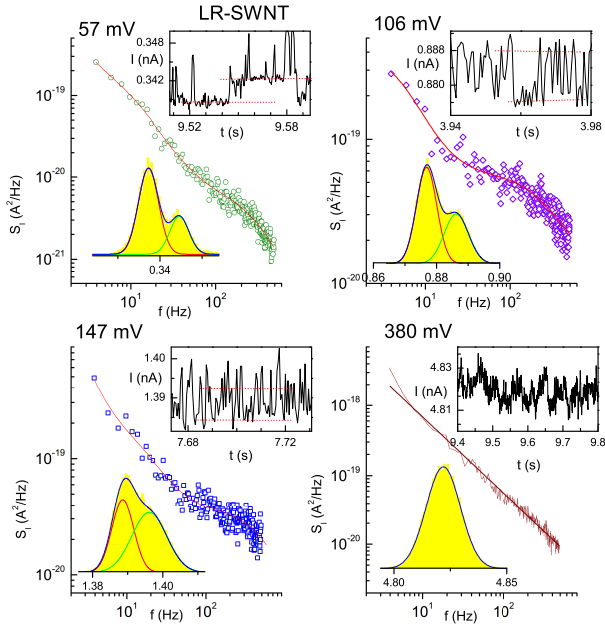 LR-SWNT
57 mV
0.348
I (nA)
0.342
9.52
9.58
t (s)
10⁻¹⁹
10⁻²⁰
10⁻²¹
S_I (A²/Hz)
0.34
10¹
10²
f (Hz)
106 mV
0.888
I (nA)
0.880
3.94
3.98
t (s)
10⁻¹⁹
10⁻²⁰
S_I (A²/Hz)
0.86
0.88
0.90
10¹
10²
f (Hz)
147 mV
1.40
I (nA)
1.39
7.68
7.72
t (s)
10⁻¹⁹
10⁻²⁰
S_I (A²/Hz)
1.38
1.40
10¹
10²
f (Hz)
380 mV
4.83
I (nA)
4.81
9.4
9.5
9.6
9.7
9.8
t (s)
10⁻¹⁸
10⁻¹⁹
10⁻²⁰
S_I (A²/Hz)
4.80
4.85
10¹
10²
f (Hz)